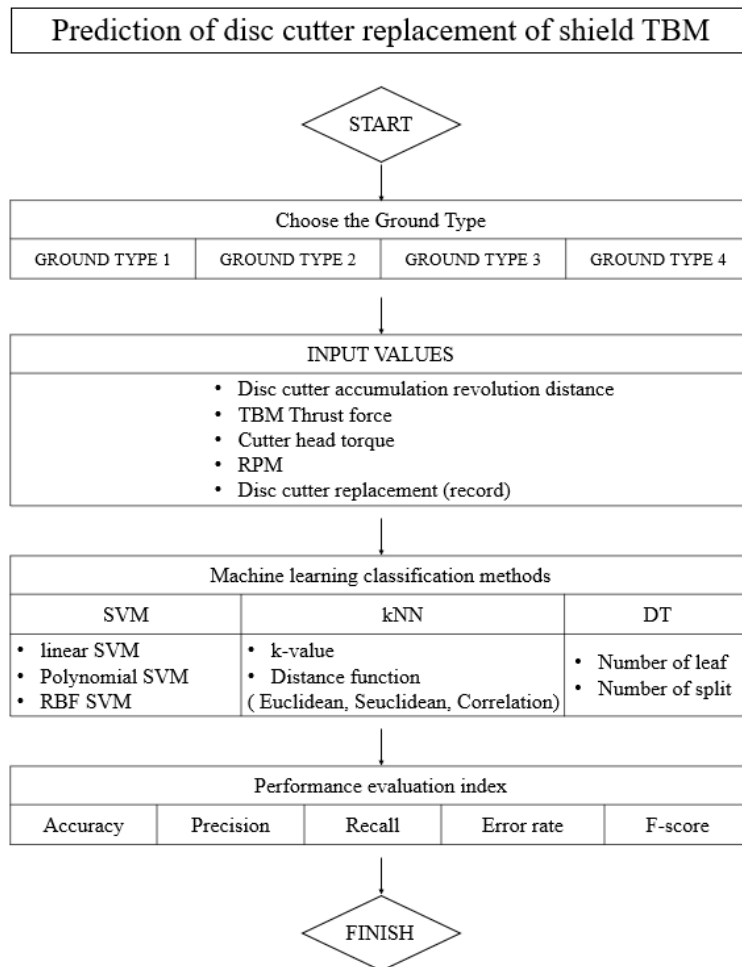 Prediction of disc cutter replacement of shield TBM
START
Choose the Ground Type
GROUND TYPE 1 GROUND TYPE 2 GROUND TYPE 3 GROUND TYPE 4
INPUT VALUES
• Disc cutter accumulation revolution distance
• TBM Thrust force
• Cutter head torque
• RPM
• Disc cutter replacement (record)
Machine learning classification methods
SVM
• linear SVM
• Polynomial SVM
• RBF SVM
kNN
• k-value
• Distance function
( Euclidean, Seuclidean, Correlation)
DT
• Number of leaf
• Number of split
Performance evaluation index
Accuracy Precision Recall Error rate F-score
FINISH